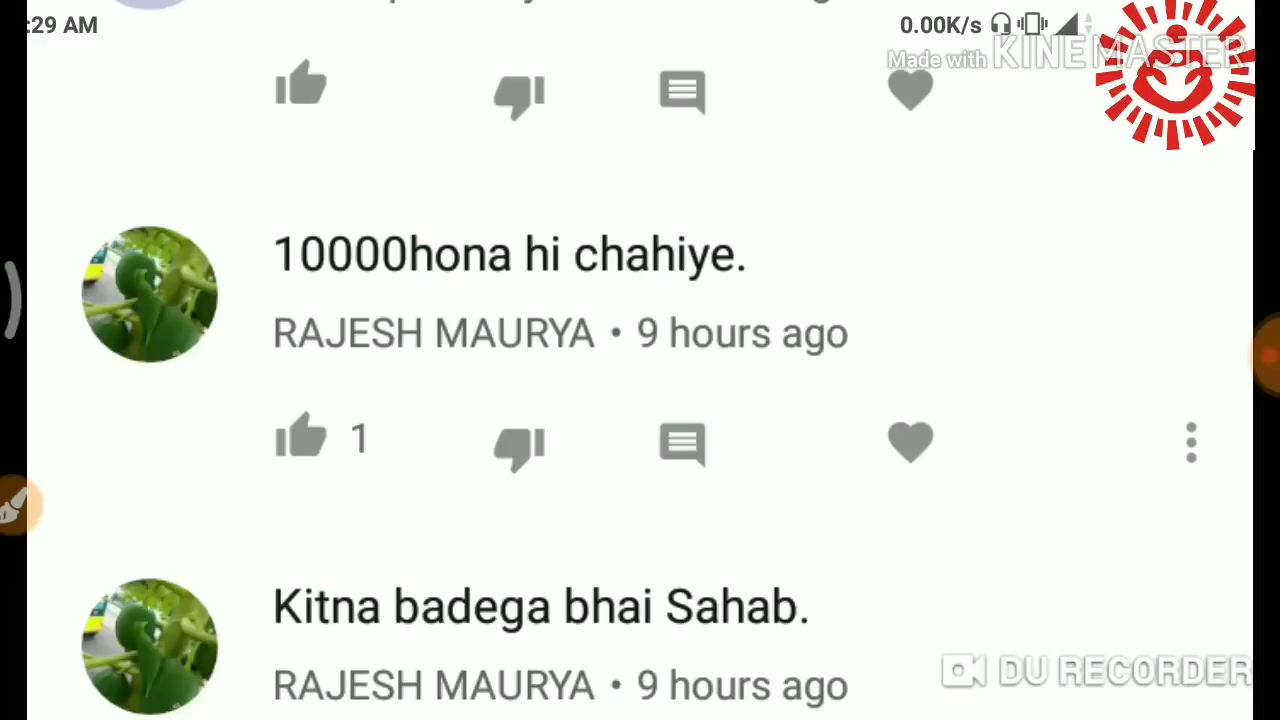 :29 AM
0.00K/s
Made with KINEMASTER
10000hona hi chahiye.
RAJESH MAURYA • 9 hours ago
1
Kitna badega bhai Sahab.
RAJESH MAURYA • 9 hours ago
DU RECORDER